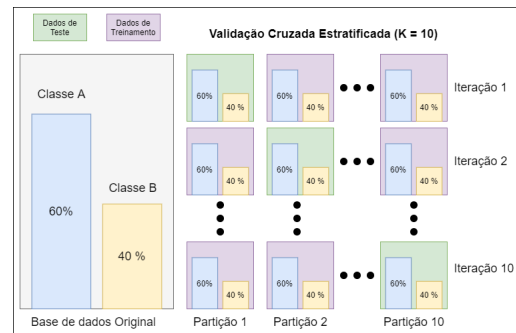 Dados de
Teste
Dados de
Treinamento
Validação Cruzada Estratificada (K = 10)
Classe A
60%
Classe B
40 %
60%
40 %
60%
40 %
60%
40 %
Iteração 1
60%
40 %
60%
40 %
60%
40 %
Iteração 2
60%
40 %
60%
40 %
60%
40 %
Iteração 10
Base de dados Original
Partição 1
Partição 2
Partição 10